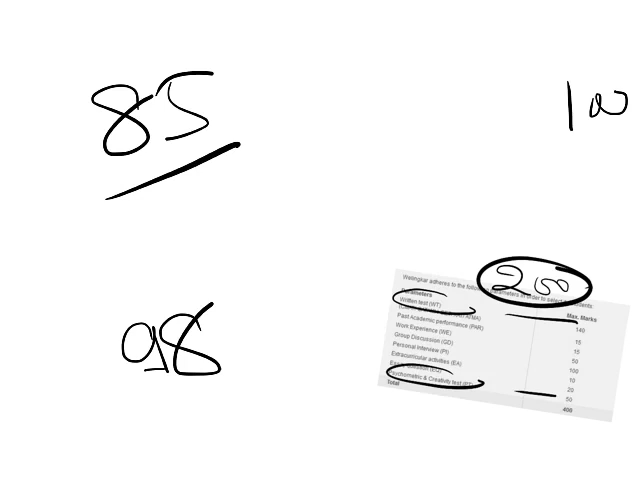 85
100
98
250
Welingkar adheres to the following parameters in order to select students:
Parameters
Max. Marks
Written test (WT)
140
Past Academic performance (PAR)
15
Work Experience (WE)
15
Group Discussion (GD)
50
Personal Interview (PI)
100
Extracurricular activities (EA)
10
20
Psychometric & Creativity test (PT)
50
Total
400